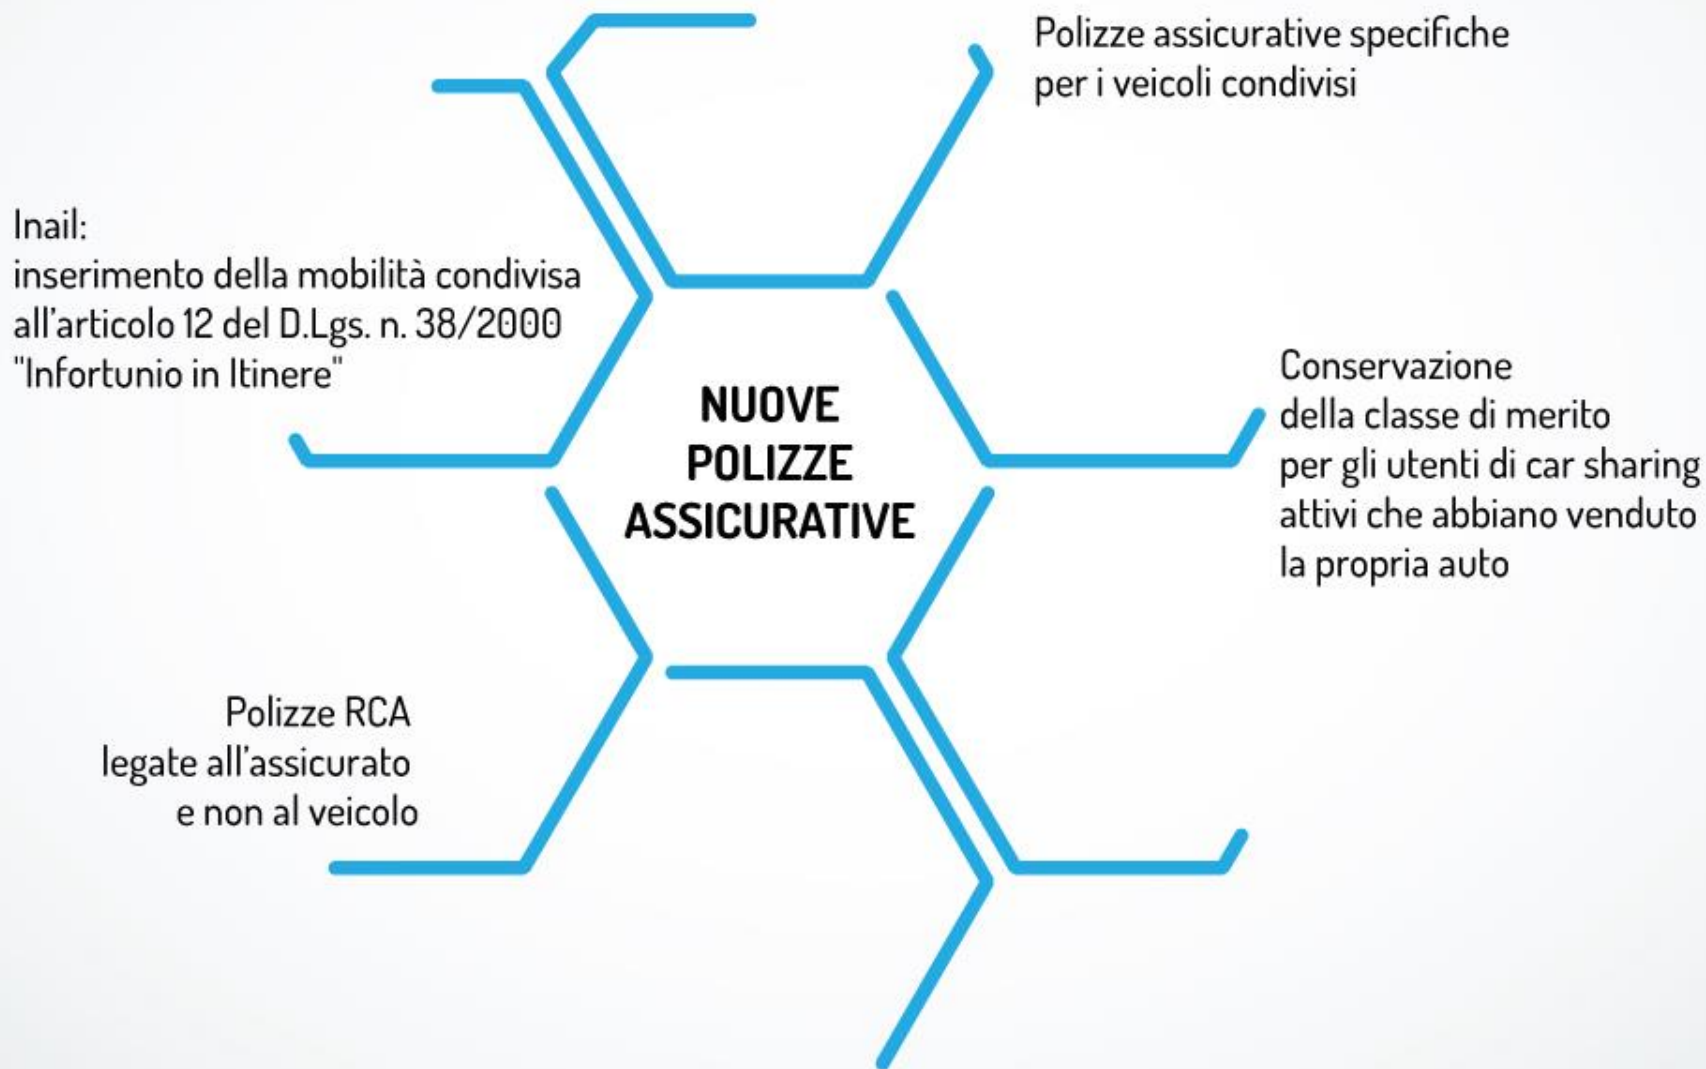 Polizze assicurative specifiche
per i veicoli condivisi
Inail:
inserimento della mobilità condivisa
all'articolo 12 del D.Lgs. n. 38/2000
"Infortunio in Itinere"
NUOVE
POLIZZE
ASSICURATIVE
Conservazione
della classe di merito
per gli utenti di car sharing
attivi che abbiano venduto
la propria auto
Polizze RCA
legate all'assicurato
e non al veicolo